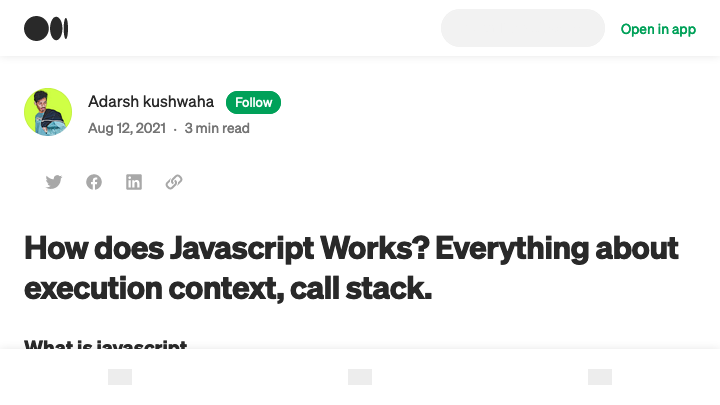 Open in app
Adarsh kushwaha Follow
Aug 12, 2021 · 3 min read
How does Javascript Works? Everything about
execution context, call stack.
What is javascript